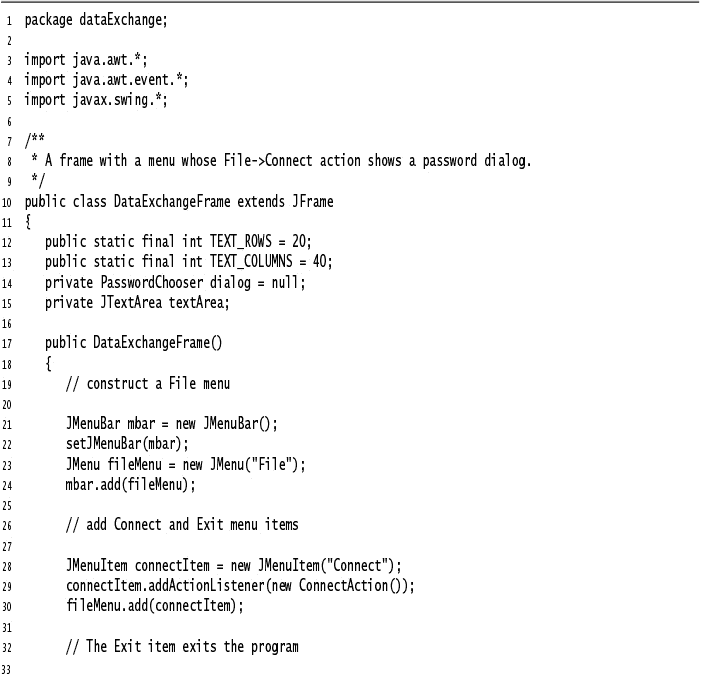 1 package dataExchange;
2
3 import java.awt.*;
4 import java.awt.event.*;
5 import javax.swing.*;
6
7 /**
8  * A frame with a menu whose File->Connect action shows a password dialog.
9  */
10 public class DataExchangeFrame extends JFrame
11 {
12    public static final int TEXT_ROWS = 20;
13    public static final int TEXT_COLUMNS = 40;
14    private PasswordChooser dialog = null;
15    private JTextArea textArea;
16
17    public DataExchangeFrame()
18    {
19       // construct a File menu
20
21       JMenuBar mbar = new JMenuBar();
22       setJMenuBar(mbar);
23       JMenu fileMenu = new JMenu("File");
24       mbar.add(fileMenu);
25
26       // add Connect and Exit menu items
27
28       JMenuItem connectItem = new JMenuItem("Connect");
29       connectItem.addActionListener(new ConnectAction());
30       fileMenu.add(connectItem);
31
32       // The Exit item exits the program
33